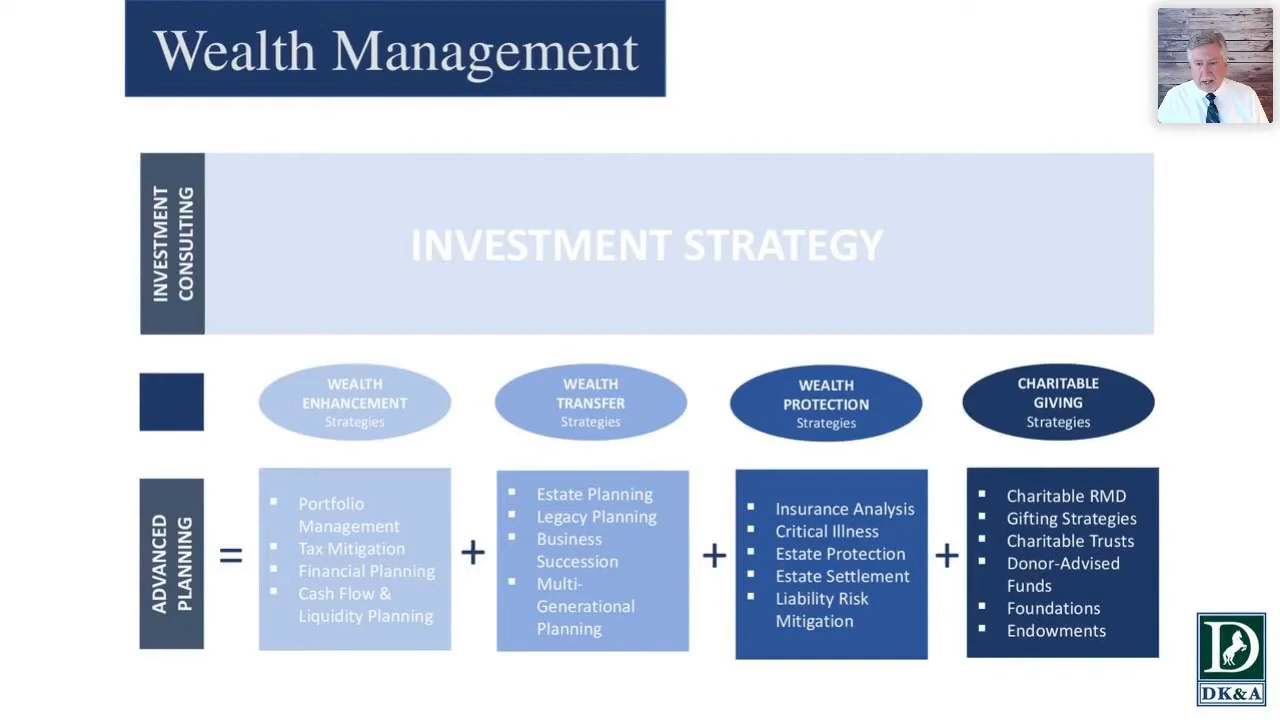 Wealth Management
INVESTMENT
CONSULTING
INVESTMENT STRATEGY
WEALTH
ENHANCEMENT
Strategies
WEALTH
TRANSFER
Strategies
WEALTH
PROTECTION
Strategies
CHARITABLE
GIVING
Strategies
ADVANCED
PLANNING
=
▪ Portfolio
Management
▪ Tax Mitigation
▪ Financial Planning
▪ Cash Flow &
Liquidity Planning
+
▪ Estate Planning
▪ Legacy Planning
▪ Business
Succession
▪ Multi-
Generational
Planning
+
▪ Insurance Analysis
▪ Critical Illness
▪ Estate Protection
▪ Estate Settlement
▪ Liability Risk
Mitigation
+
▪ Charitable RMD
▪ Gifting Strategies
▪ Charitable Trusts
▪ Donor-Advised
Funds
▪ Foundations
▪ Endowments
D
DK&A